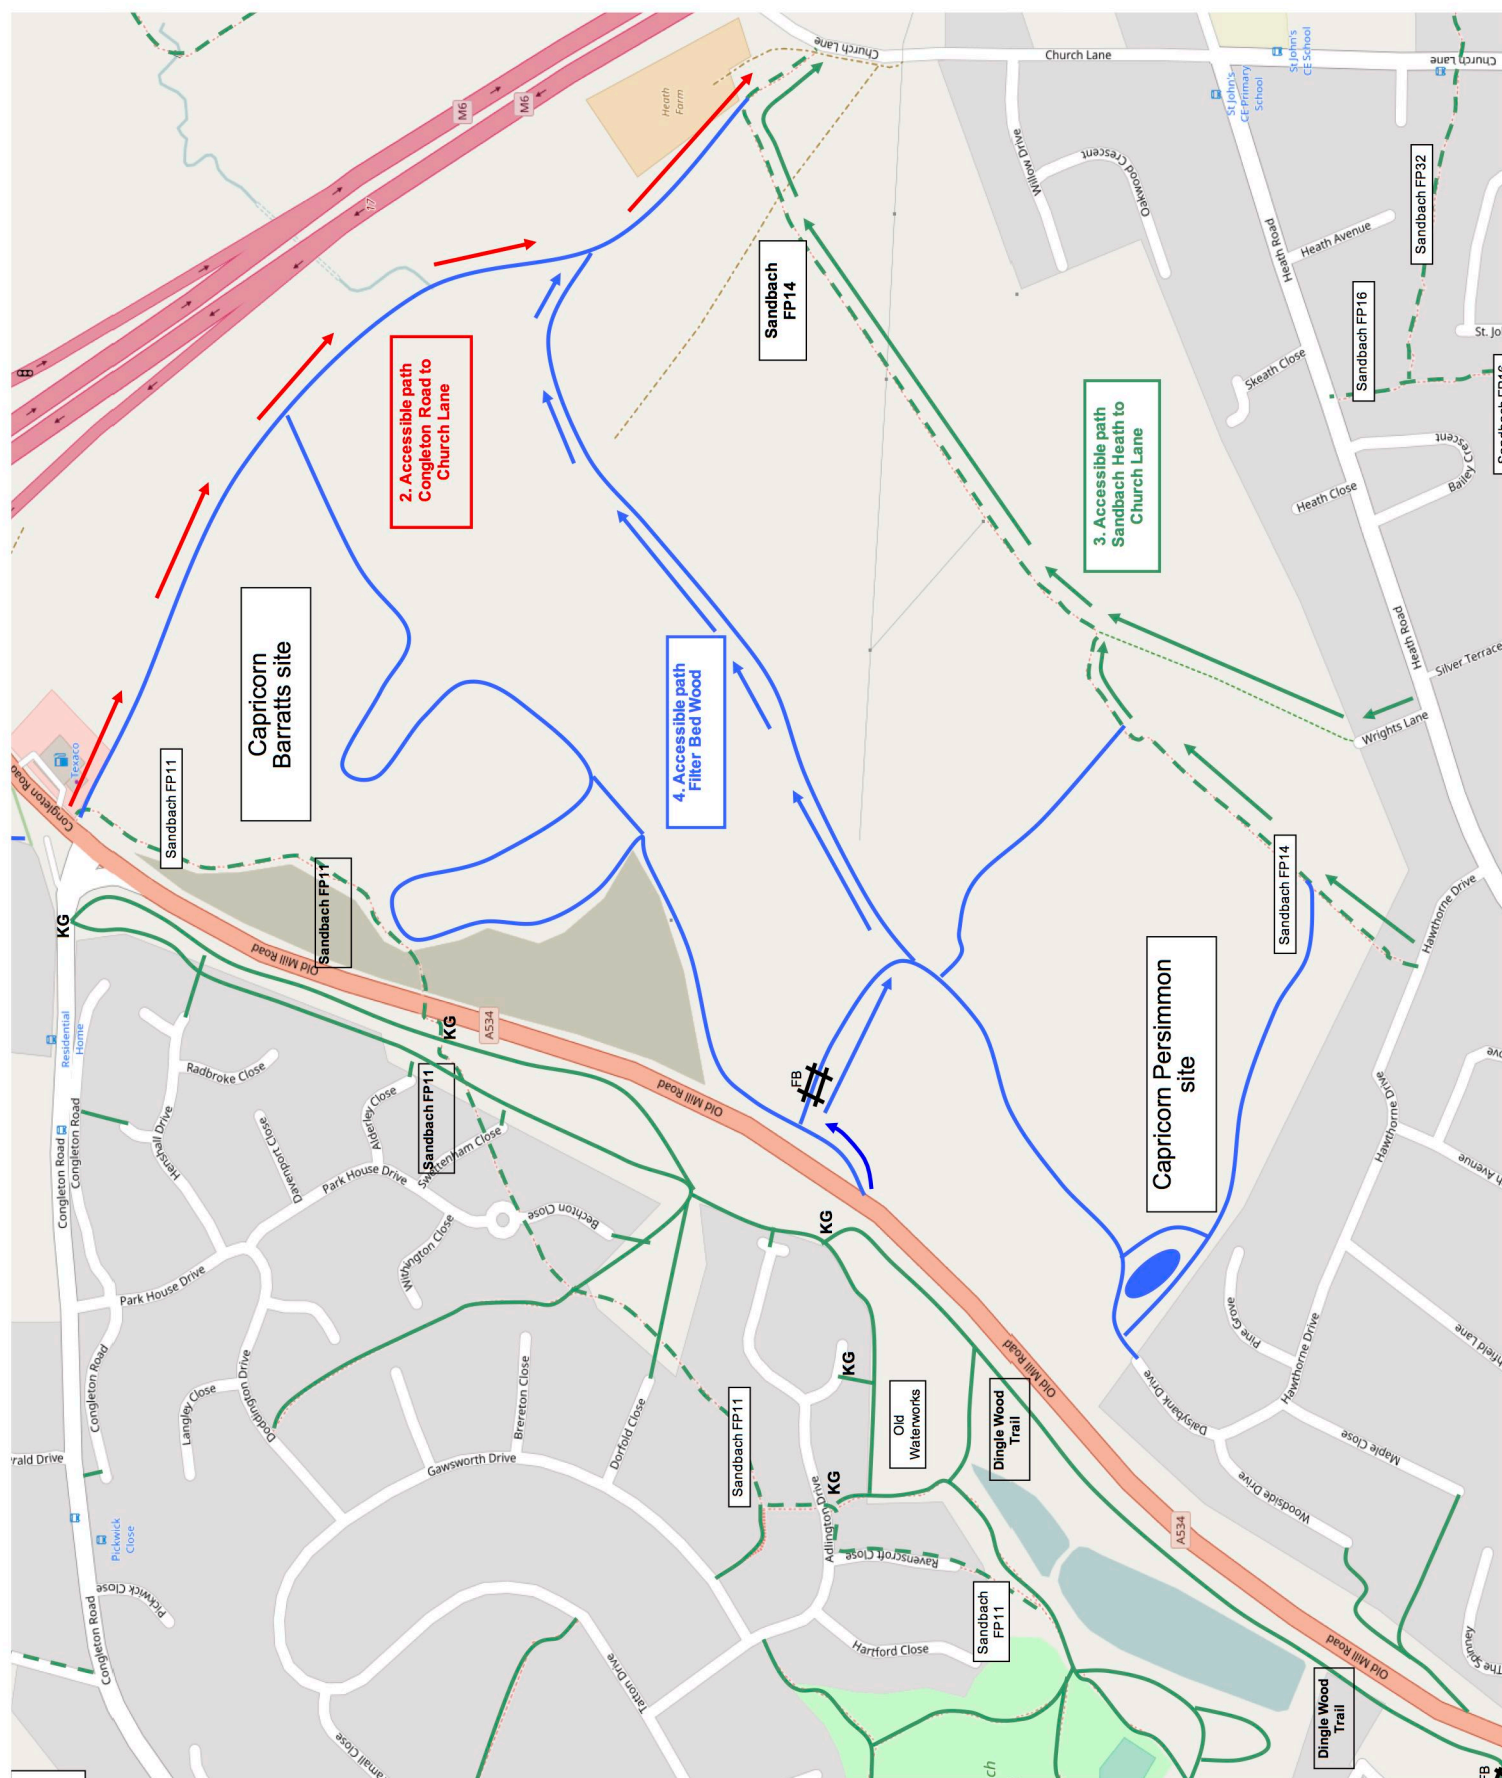 Church Lane
Church Lane
Church Lane
M6
M6
17
Heath
Farm
St John's
CE School
St John's
CE Primary
School
Willow Drive
Oakwood Crescent
Sandbach FP32
Heath Road
Heath Avenue
Sandbach
FP14
Sandbach FP16
St. Jo
Skeath Close
2. Accessible path
Congleton Road to
Church Lane
3. Accessible path
Sandbach Heath to
Church Lane
Bailey Crescent
Heath Close
Capricorn
Barratts site
4. Accessible path
Filter Bed Wood
Heath Road
Silver Terrace
Wrights Lane
Texaco
Congleton Road
Sandbach FP11
Sandbach FP11
KG
Old Mill Road
Sandbach FP14
Hawthorne Drive
Capricorn Persimmon
site
Residential
Home
KG
A534
Radbroke Close
Sandbach FP11
Old Mill Road
FB
Congleton Road
Congleton Road
Henshall Drive
Davenport Close
Alderley Close
Park House Drive
Swettenham Close
Bechton Close
Withington Close
KG
Hawthorne Drive
Park House Drive
Pine Grove
Hawthorne Drive
Congleton Road
Langley Close
Doddington Drive
Brereton Close
Dorfold Close
Gawsworth Drive
Sandbach FP11
KG
Old
Waterworks
Dingle Wood
Trail
Old Mill Road
Daisybank Drive
Maple Close
Woodside Drive
KG
Adlington Drive
Ravenscroft Close
A534
Pickwick
Close
Pickwick Close
Congleton Road
Sandbach
FP11
Hartford Close
Tatton Drive
Old Mill Road
Dingle Wood
Trail
The Spinney
ch
FB